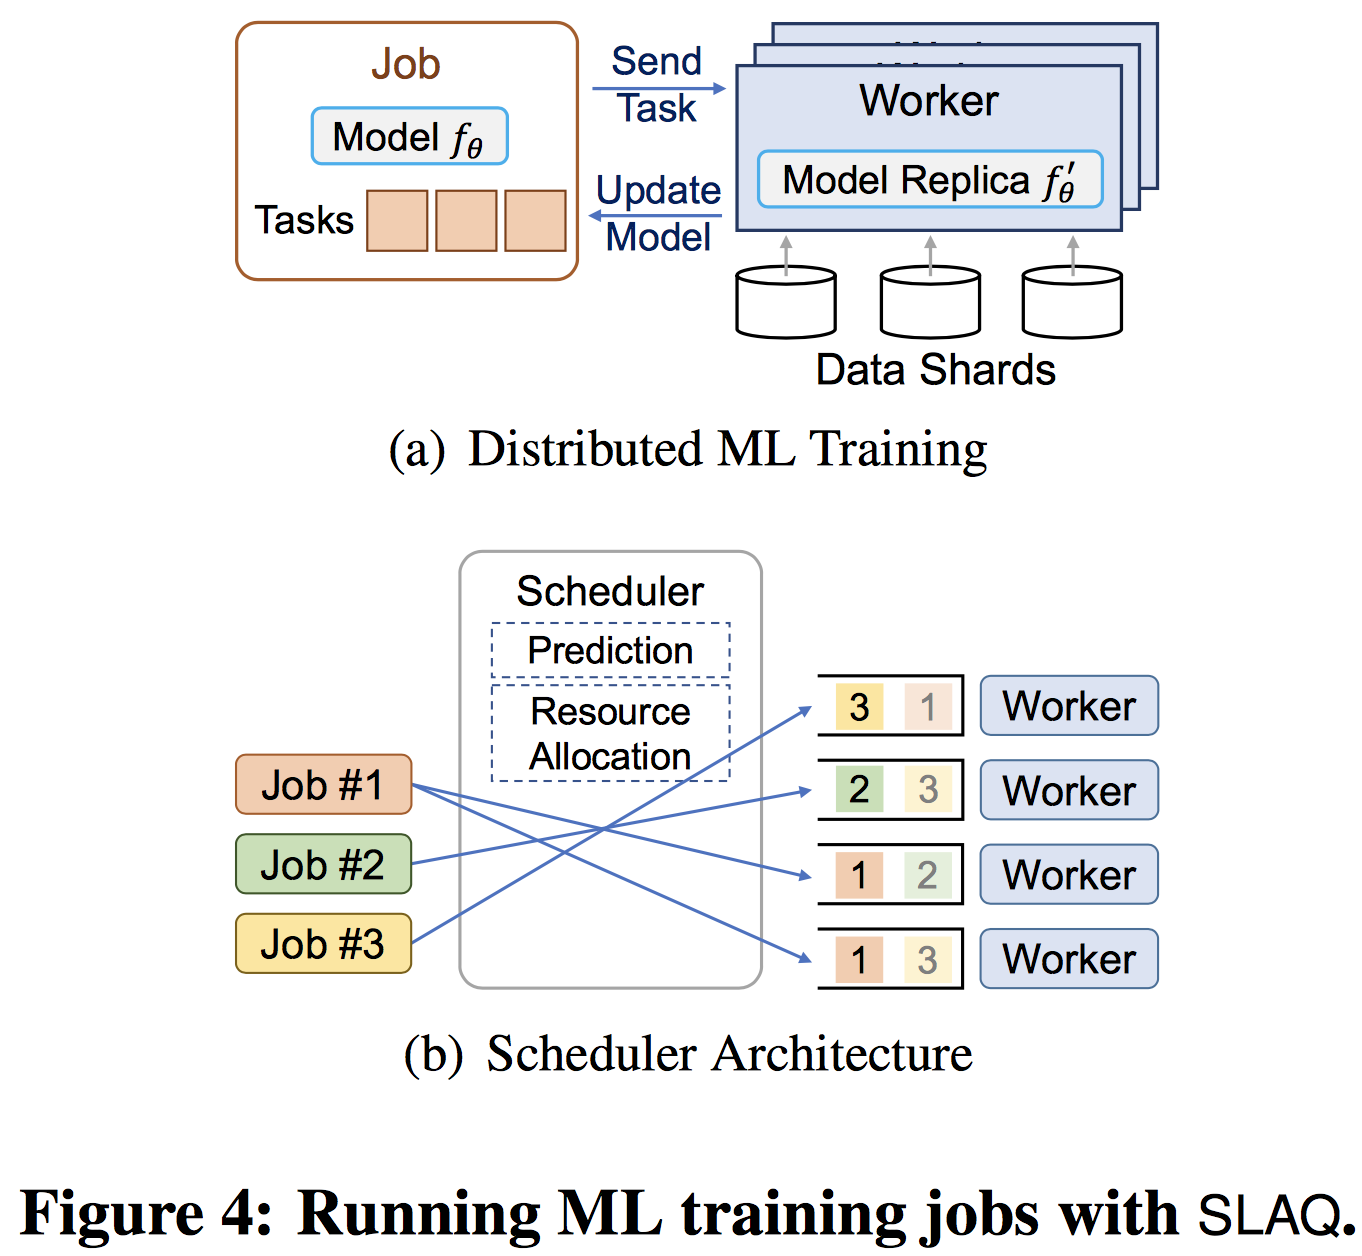 Job
Model fθ
Tasks
Send
Task
Update
Model
Worker
Model Replica f′θ
Data Shards
(a) Distributed ML Training
Scheduler
Prediction
Resource
Allocation
Job #1
Job #2
Job #3
3 1 Worker
2 3 Worker
1 2 Worker
1 3 Worker
(b) Scheduler Architecture
Figure 4: Running ML training jobs with SLAQ.